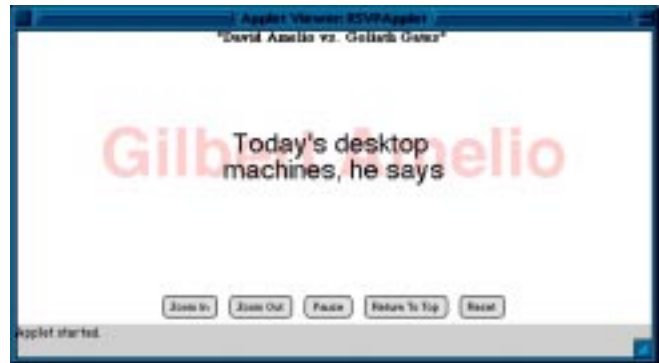 Applet Viewer: RSVPApplet
"David Amelio vs. Goliath Gates"
Gilbert Amelio
Today's desktop
machines, he says
Zoom In Zoom Out Pause Return To Top Reset
Applet started.